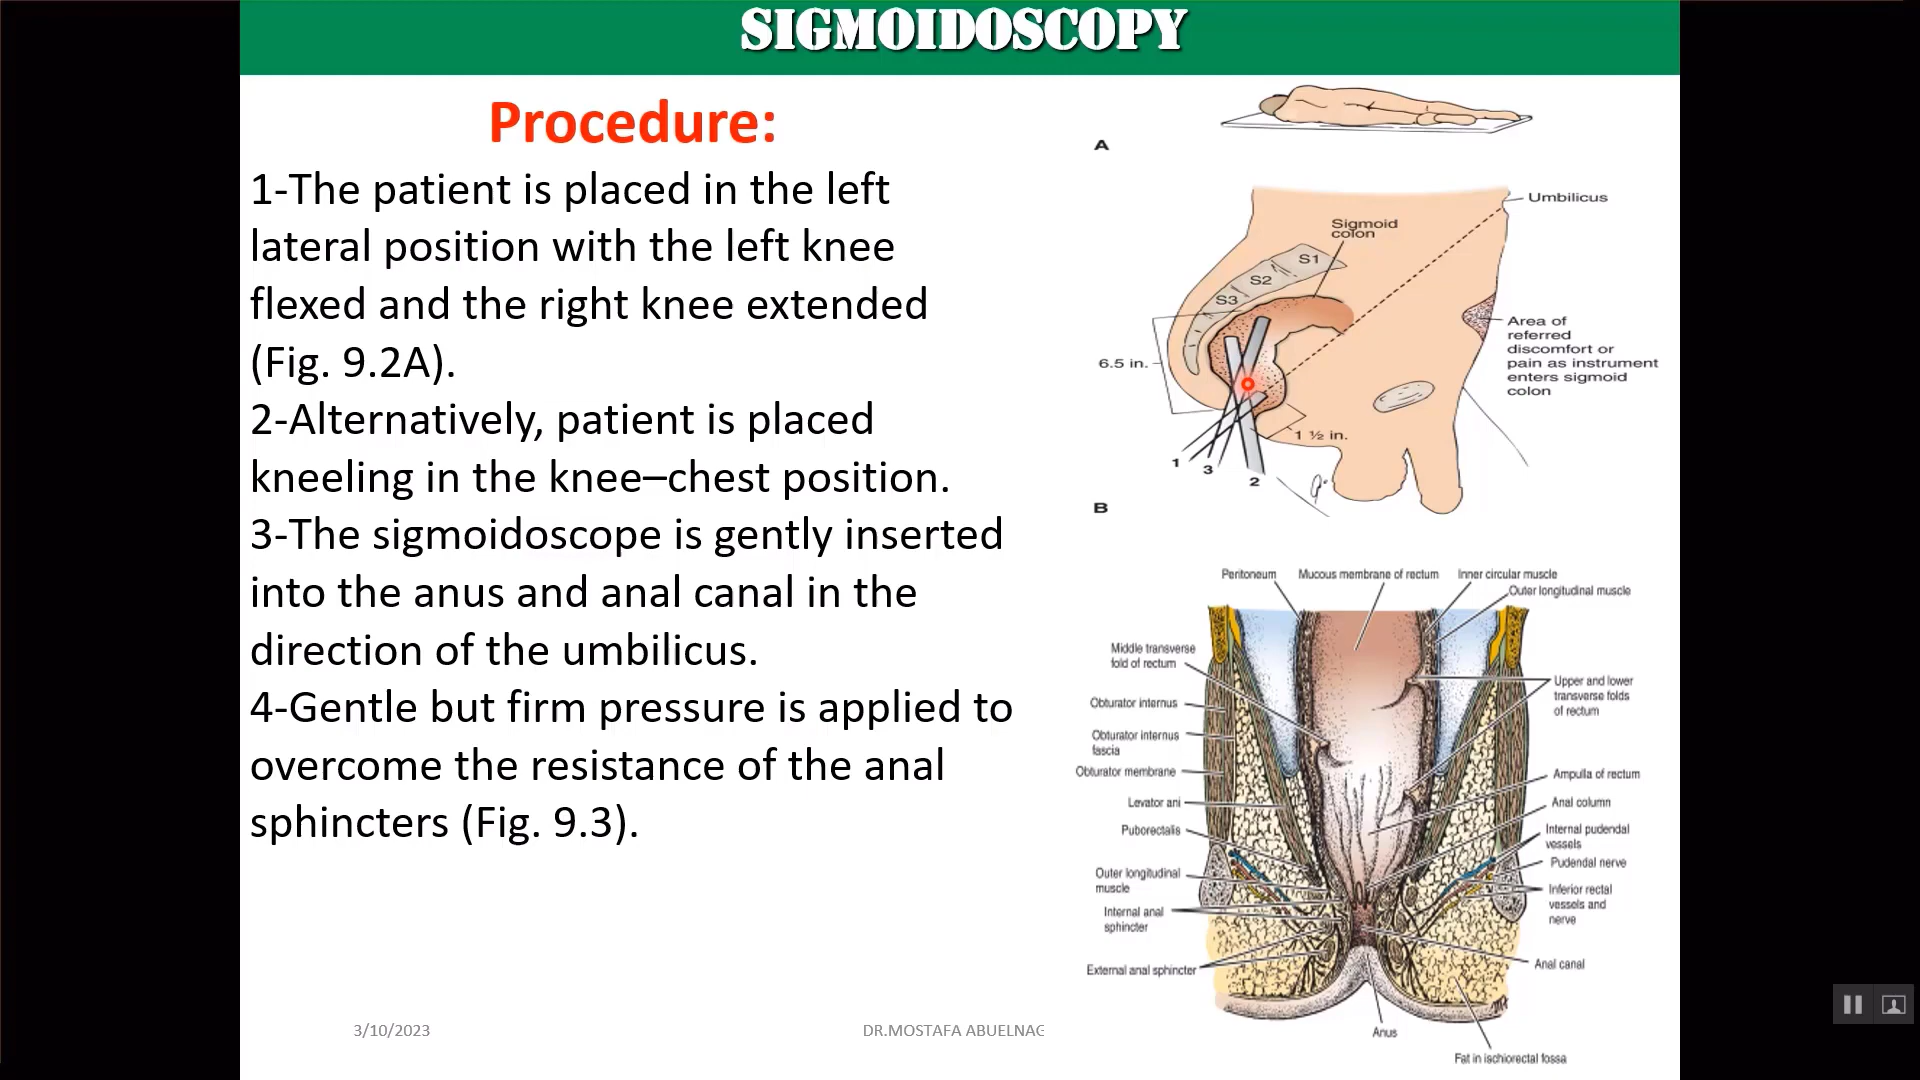 SIGMOIDOSCOPY
Procedure:
1-The patient is placed in the left
lateral position with the left knee
flexed and the right knee extended
(Fig. 9.2A).
2-Alternatively, patient is placed
kneeling in the knee–chest position.
3-The sigmoidoscope is gently inserted
into the anus and anal canal in the
direction of the umbilicus.
4-Gentle but firm pressure is applied to
overcome the resistance of the anal
sphincters (Fig. 9.3).
A
Umbilicus
Sigmoid
colon
S1
S2
S3
6.5 in.
Area of
referred
discomfort or
pain as instrument
enters sigmoid
colon
1 ½ in.
1
3
2
B
Peritoneum
Mucous membrane of rectum
Inner circular muscle
Outer longitudinal muscle
Middle transverse
fold of rectum
Upper and lower
transverse folds
of rectum
Obturator internus
Obturator internus
fascia
Obturator membrane
Ampulla of rectum
Levator ani
Anal column
Puborectalis
Internal pudendal
vessels
Pudendal nerve
Outer longitudinal
muscle
Inferior rectal
vessels and
nerve
Internal anal
sphincter
External anal sphincter
Anal canal
Anus
Fat in ischiorectal fossa
3/10/2023
DR.MOSTAFA ABUELNAG